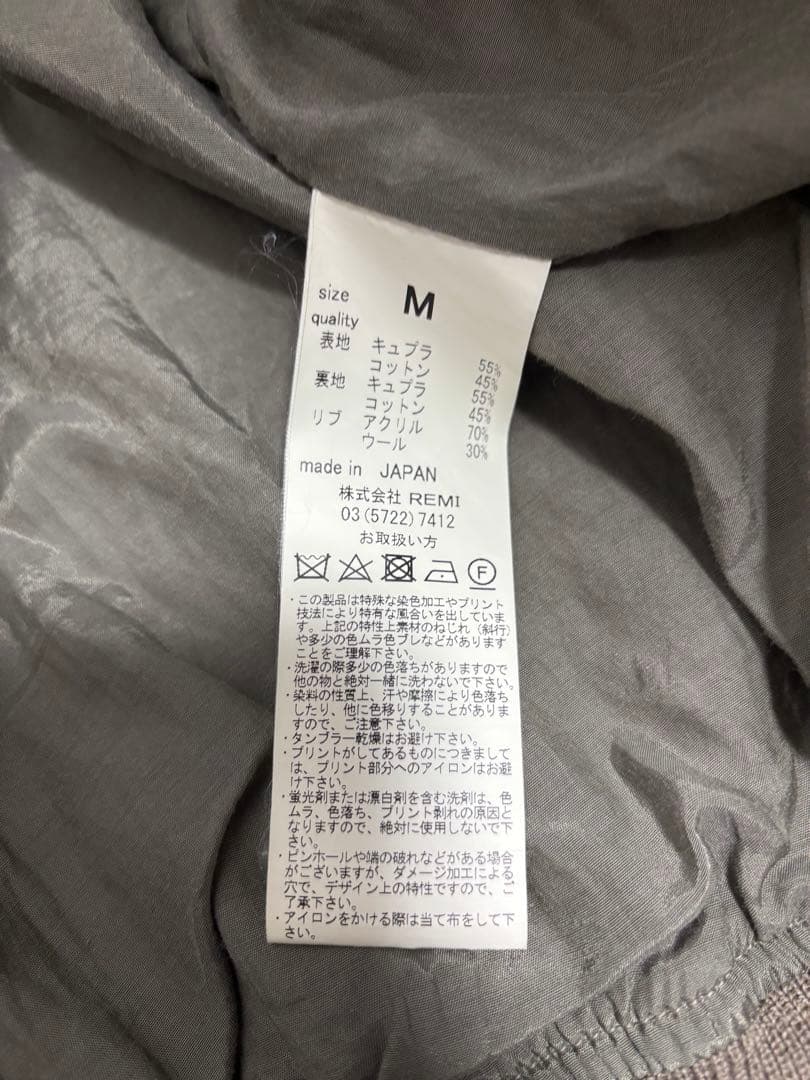 size M
quality
表地 キュプラ 55%
コットン 45%
裏地 キュプラ 55%
コットン 45%
リブ アクリル 70%
ウール 30%
made in JAPAN
株式会社 REMI
03(5722)7412
お取扱い方
F
・この製品は特殊な染色加工やプリント
技法により特有な風合いを出していま
す。上記の特性上素材のねじれ(斜行)
や多少の色ムラ色ブレなどがあります
ことをご理解下さい。
・洗濯の際多少の色落ちがありますので
他の物と絶対一緒に洗わないで下さい。
・染料の性質上、汗や摩擦により色落ち
したり、他に色移りすることがありま
すので、ご注意下さい。
・タンブラー乾燥はお避け下さい。
・プリントがしてあるものにつきまして
は、プリント部分へのアイロンはお避
け下さい。
・蛍光剤または漂白剤を含む洗剤は、色
ムラ、色落ち、プリント剥れの原因と
なりますので、絶対に使用しないで下
さい。
・ピンホールや端の破れなどがある場合
がございますが、ダメージ加工による
穴で、デザイン上の特性ですので、ご
了承下さい。
・アイロンをかける際は当て布をして下
さい。